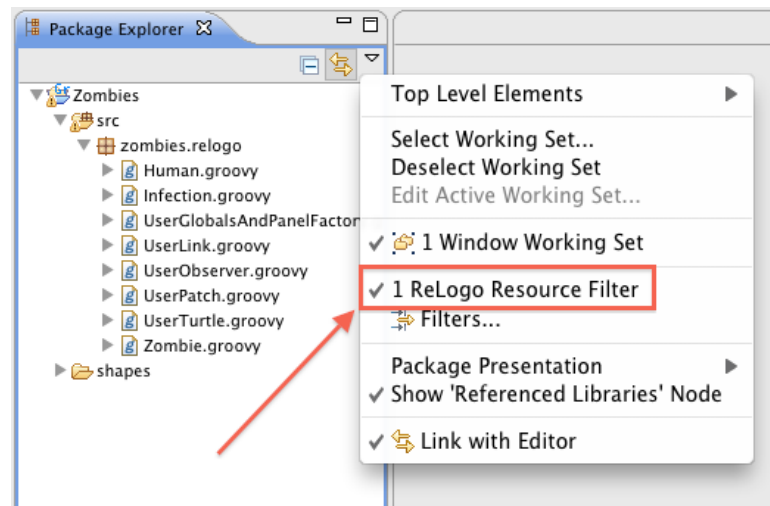 Package Explorer
Zombies
src
zombies.relogo
Human.groovy
Infection.groovy
UserGlobalsAndPanelFactor
UserLink.groovy
UserObserver.groovy
UserPatch.groovy
UserTurtle.groovy
Zombie.groovy
shapes
Top Level Elements
Select Working Set...
Deselect Working Set
Edit Active Working Set...
1 Window Working Set
1 ReLogo Resource Filter
Filters...
Package Presentation
Show 'Referenced Libraries' Node
Link with Editor